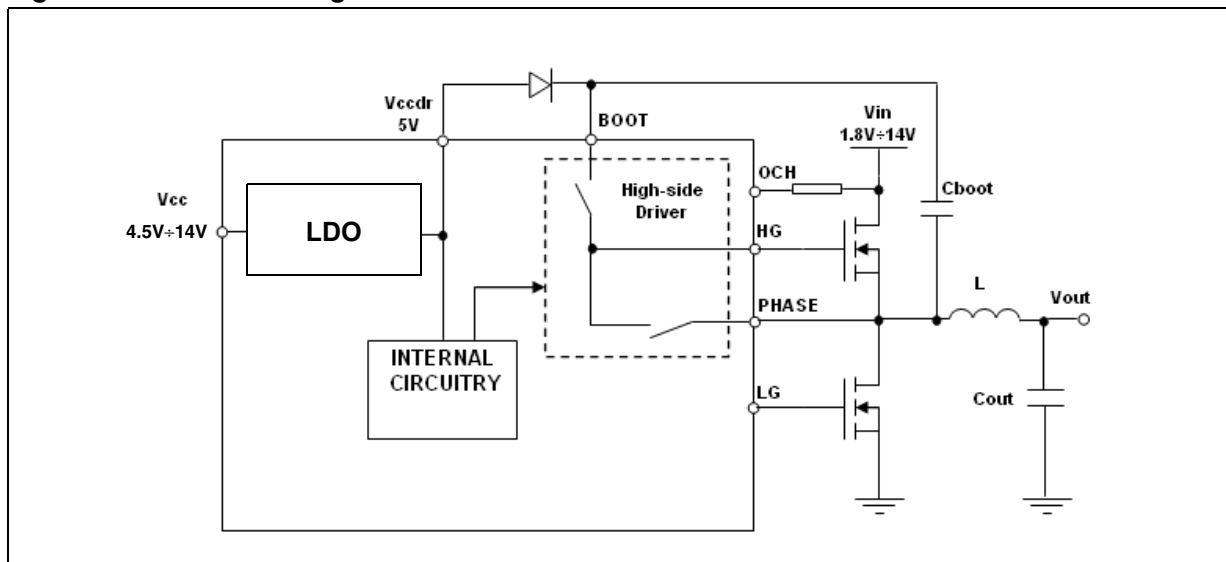 Vccdr
5V
BOOT
Vin
1.8V÷14V
OCH
High-side
Driver
Cboot
Vcc
4.5V÷14V
LDO
HG
L
Vout
PHASE
INTERNAL
CIRCUITRY
LG
Cout